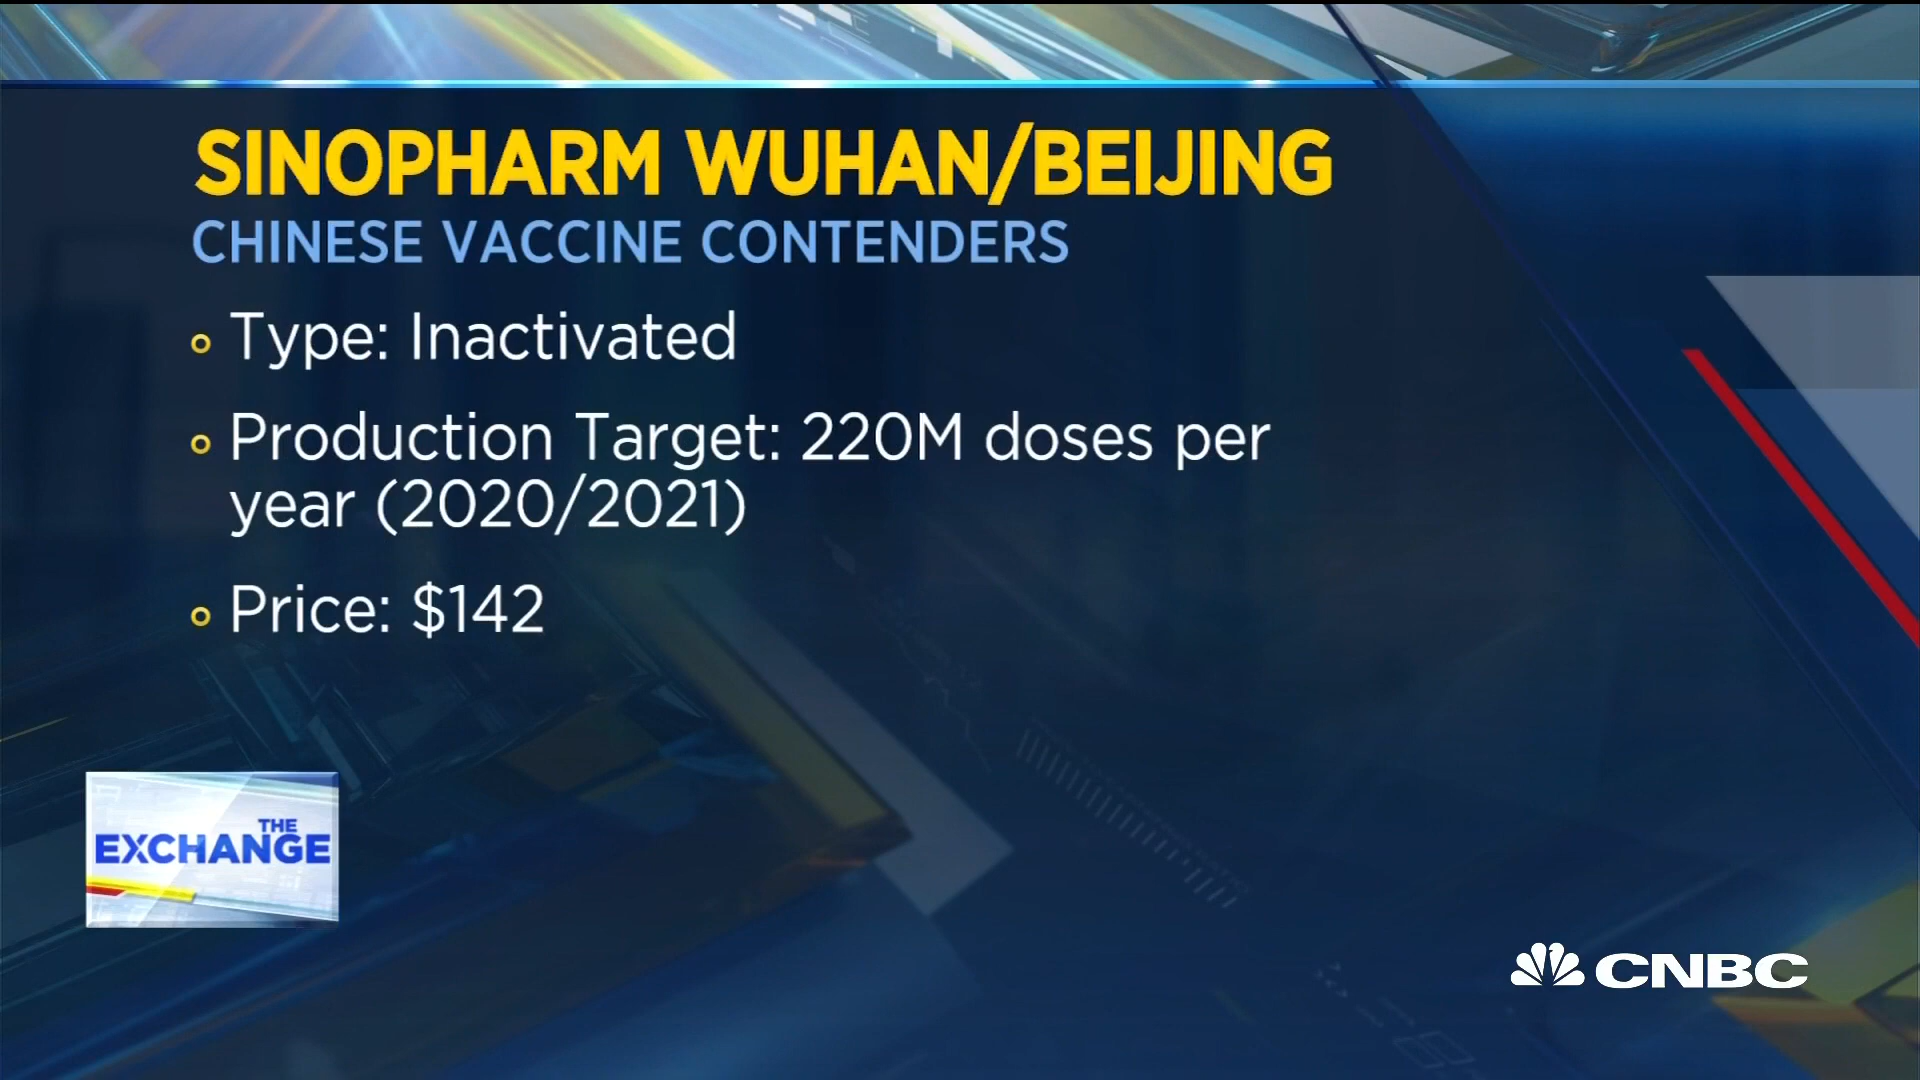 SINOPHARM WUHAN/BEIJING
CHINESE VACCINE CONTENDERS
Type: Inactivated
Production Target: 220M doses per
year (2020/2021)
Price: $142
THE
EXCHANGE
CNBC